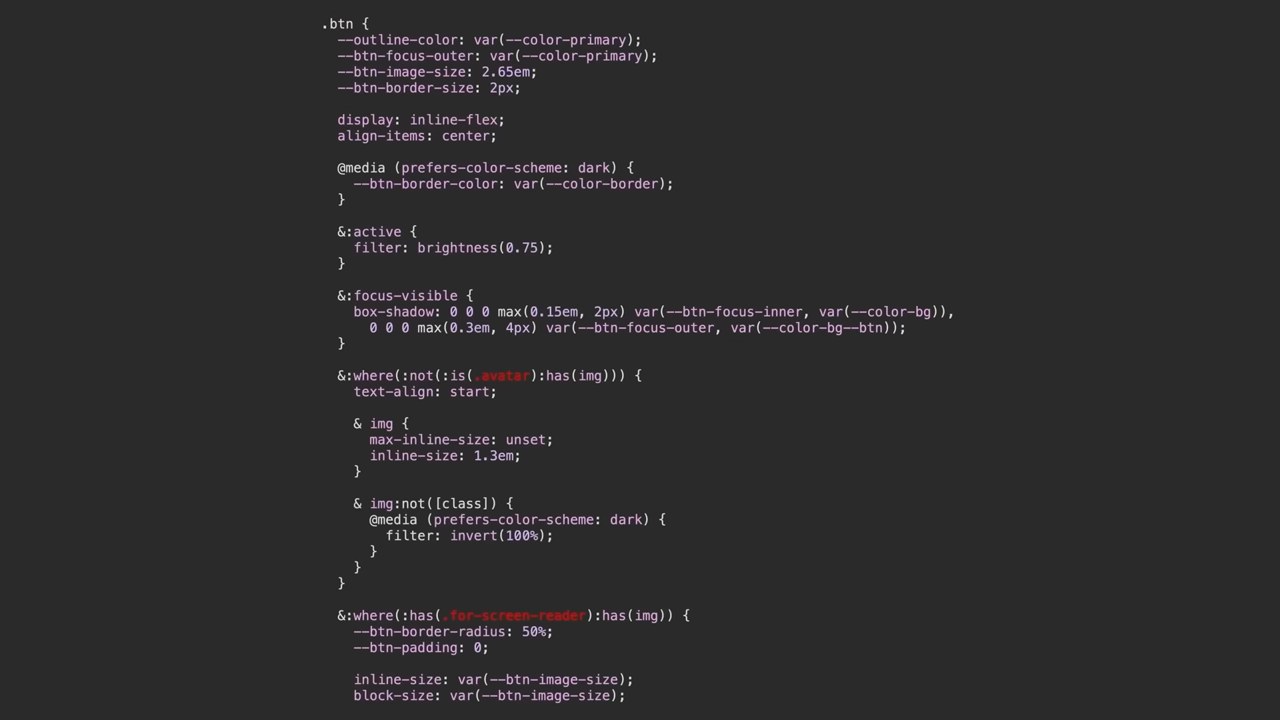 .btn {
--outline-color: var(--color-primary);
--btn-focus-outer: var(--color-primary);
--btn-image-size: 2.65em;
--btn-border-size: 2px;
display: inline-flex;
align-items: center;
@media (prefers-color-scheme: dark) {
--btn-border-color: var(--color-border);
}
&:active {
filter: brightness(0.75);
}
&:focus-visible {
box-shadow: 0 0 0 max(0.15em, 2px) var(--btn-focus-inner, var(--color-bg)),
0 0 0 max(0.3em, 4px) var(--btn-focus-outer, var(--color-bg--btn));
}
&:where(:not(:is(.avatar):has(img))) {
text-align: start;
& img {
max-inline-size: unset;
inline-size: 1.3em;
}
& img:not([class]) {
@media (prefers-color-scheme: dark) {
filter: invert(100%);
}
}
}
&:where(:has(.for-screen-reader):has(img)) {
--btn-border-radius: 50%;
--btn-padding: 0;
inline-size: var(--btn-image-size);
block-size: var(--btn-image-size);